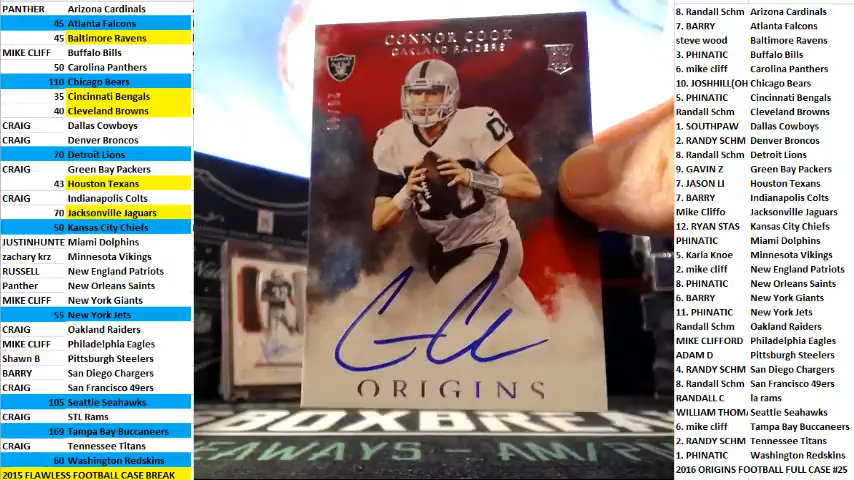 PANTHER Arizona Cardinals
45 Atlanta Falcons
45 Baltimore Ravens
MIKE CLIFF Buffalo Bills
50 Carolina Panthers
110 Chicago Bears
35 Cincinnati Bengals
40 Cleveland Browns
CRAIG Dallas Cowboys
CRAIG Denver Broncos
70 Detroit Lions
CRAIG Green Bay Packers
43 Houston Texans
CRAIG Indianapolis Colts
70 Jacksonville Jaguars
50 Kansas City Chiefs
JUSTINHUNTE Miami Dolphins
zachary krz Minnesota Vikings
RUSSELL New England Patriots
Panther New Orleans Saints
MIKE CLIFF New York Giants
55 New York Jets
CRAIG Oakland Raiders
MIKE CLIFF Philadelphia Eagles
Shawn B Pittsburgh Steelers
BARRY San Diego Chargers
CRAIG San Francisco 49ers
105 Seattle Seahawks
CRAIG STL Rams
169 Tampa Bay Buccaneers
CRAIG Tennessee Titans
60 Washington Redskins
2015 FLAWLESS FOOTBALL CASE BREAK
CONNOR COOK
OAKLAND RAIDERS
RAIDERS
ORIGINS
BOXBREA
EAWAYS - AM/P
8. Randall Schm Arizona Cardinals
7. BARRY Atlanta Falcons
steve wood Baltimore Ravens
3. PHINATIC Buffalo Bills
6. mike cliff Carolina Panthers
10. JOSHHILL(OH Chicago Bears
5. PHINATIC Cincinnati Bengals
Randall Schm Cleveland Browns
1. SOUTHPAW Dallas Cowboys
2. RANDY SCHM Denver Broncos
8. Randall Schm Detroit Lions
9. GAVIN Z Green Bay Packers
7. JASON LI Houston Texans
7. BARRY Indianapolis Colts
Mike Cliffo Jacksonville Jaguars
12. RYAN STAS Kansas City Chiefs
PHINATIC Miami Dolphins
5. Karla Knoe Minnesota Vikings
2. mike cliff New England Patriots
8. PHINATIC New Orleans Saints
6. BARRY New York Giants
11. PHINATIC New York Jets
Randall Schm Oakland Raiders
MIKE CLIFFORD Philadelphia Eagles
ADAM D Pittsburgh Steelers
4. RANDY SCHM San Diego Chargers
8. Randall Schm San Francisco 49ers
RANDALL C la rams
WILLIAM THOM Seattle Seahawks
6. mike cliff Tampa Bay Buccaneers
2. RANDY SCHM Tennessee Titans
1. PHINATIC Washington Redskins
2016 ORIGINS FOOTBALL FULL CASE #25